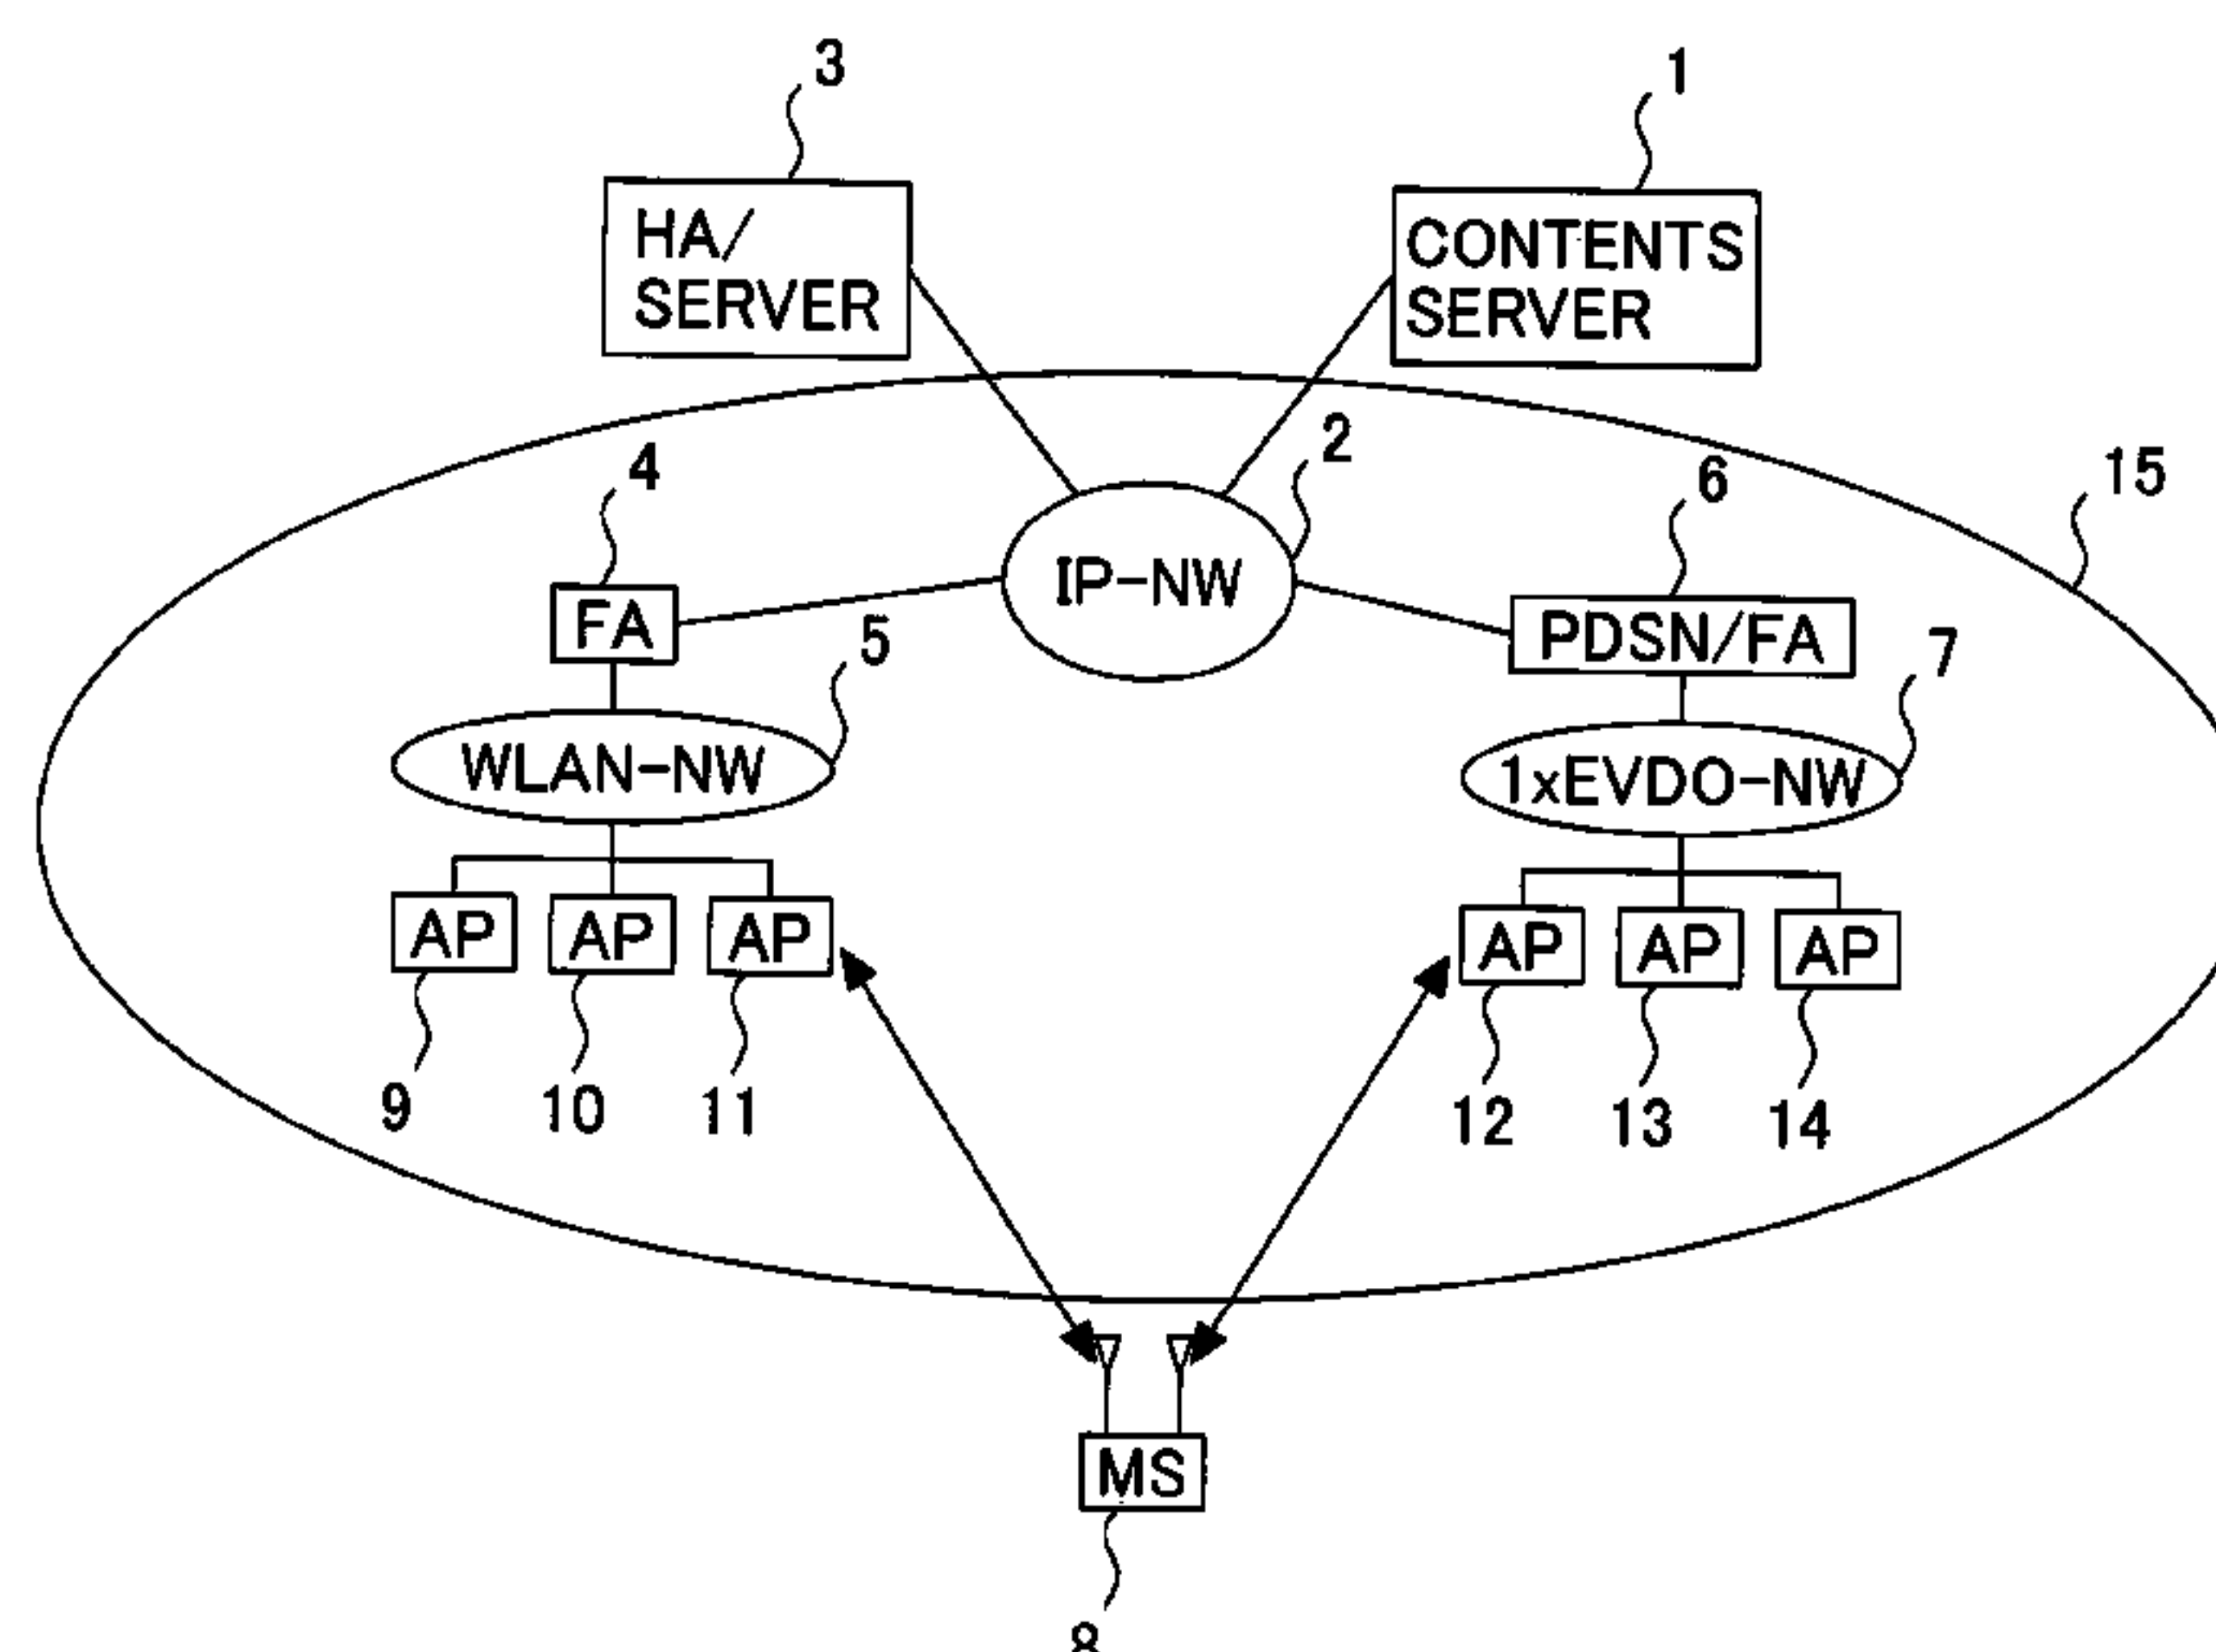 3
1
HA/
SERVER
CONTENTS
SERVER
2
4
6
15
IP-NW
FA
5
PDSN/FA
7
WLAN-NW
1xEVDO-NW
AP
AP
AP
AP
AP
AP
9
10
11
12
13
14
MS
8